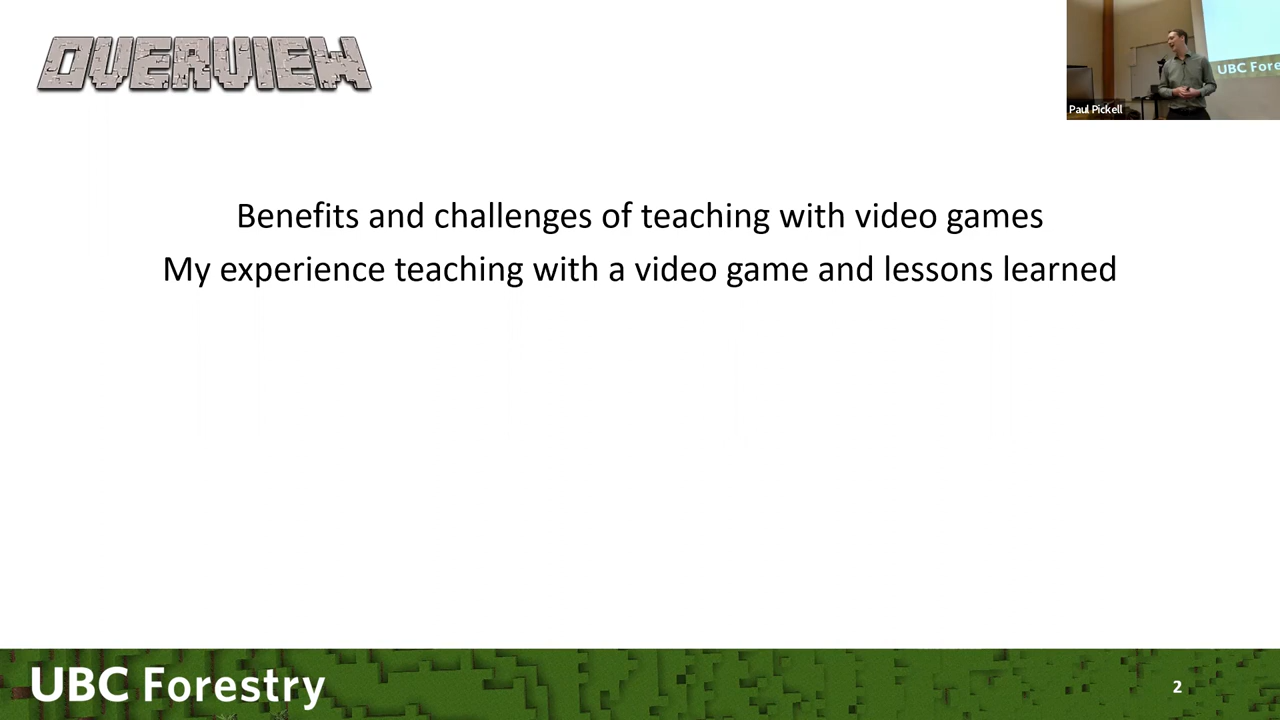 OVERVIEW
UBC Fore
Paul Pickell
Benefits and challenges of teaching with video games
My experience teaching with a video game and lessons learned
UBC Forestry
2